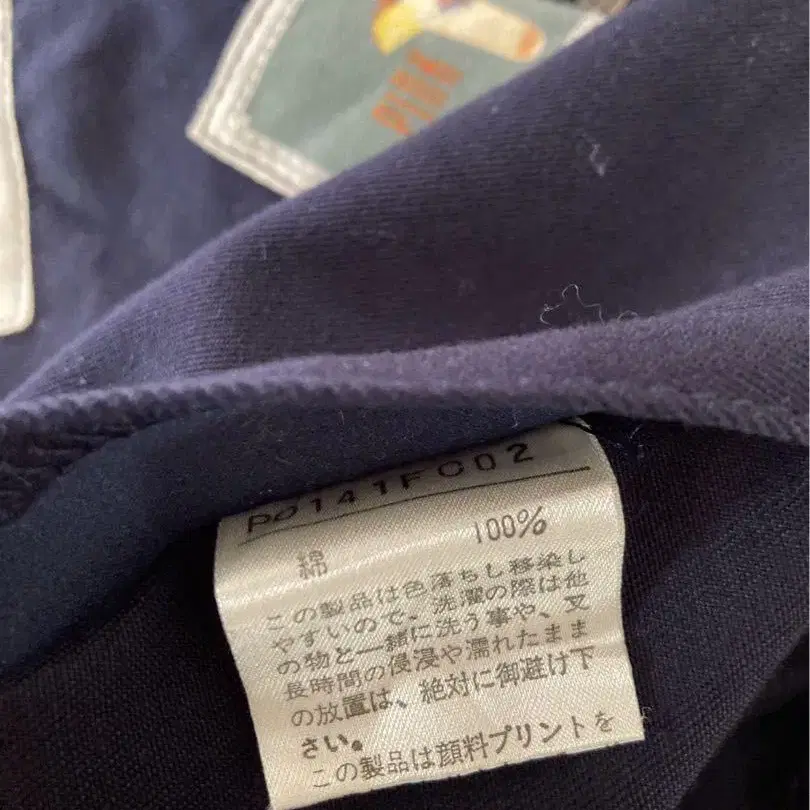 PØ141FC02
綿 100%
この製品は色落ちし移染し
やすいので、洗濯の際は他
の物と一緒に洗う事や、又
長時間の侵浸や濡れたまま
の放置は、絶対に御避け下
さい。
この製品は顔料プリントを